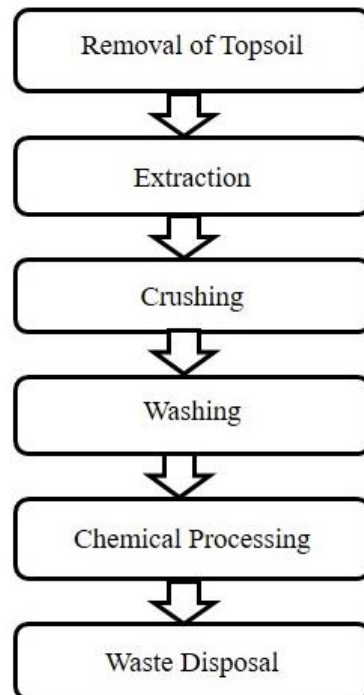 Removal of Topsoil
Extraction
Crushing
Washing
Chemical Processing
Waste Disposal